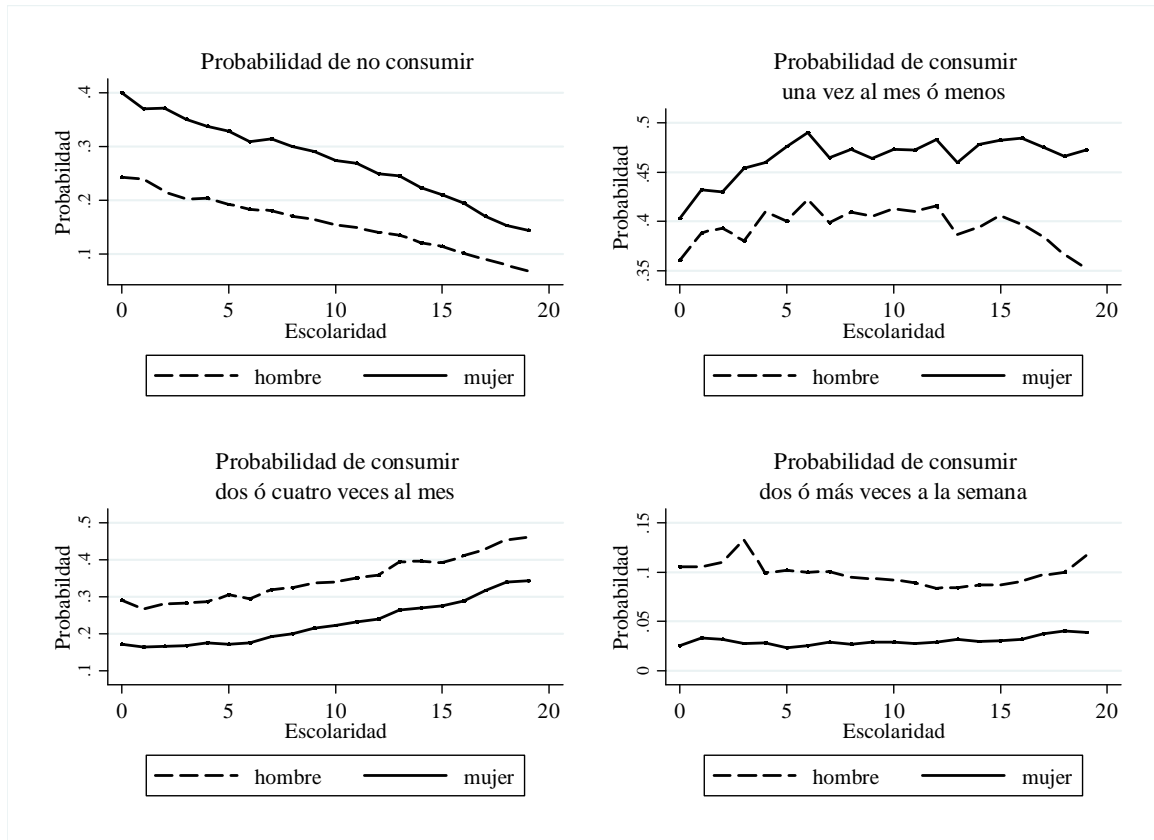 Probabilidad de no consumir
Probabildad
.4
.3
.2
.1
0
5
10
15
20
Escolaridad
hombre
mujer
Probabilidad de consumir
una vez al mes ó menos
Probabildad
.5
.45
.4
.35
0
5
10
15
20
Escolaridad
hombre
mujer
Probabilidad de consumir
dos ó cuatro veces al mes
Probabildad
.5
.4
.3
.2
.1
0
5
10
15
20
Escolaridad
hombre
mujer
Probabilidad de consumir
dos ó más veces a la semana
Probabildad
.15
.1
.05
0
0
5
10
15
20
Escolaridad
hombre
mujer